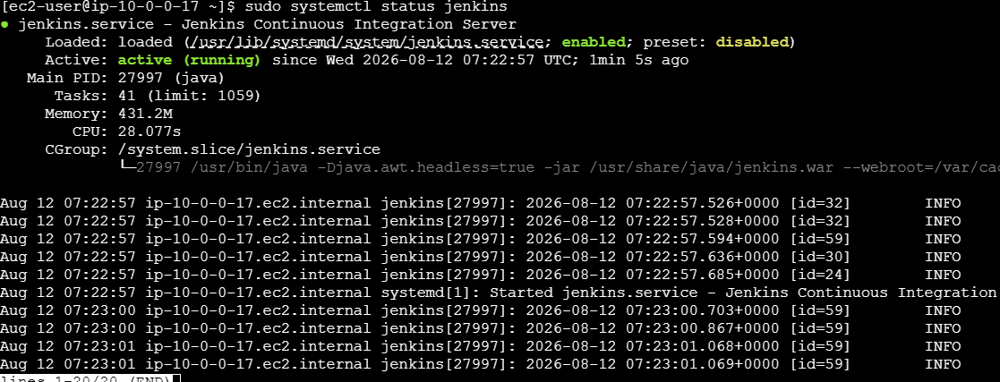 [ec2-user@ip-10-0-0-17 ~]$ sudo systemctl status jenkins
● jenkins.service - Jenkins Continuous Integration Server
Loaded: loaded (/usr/lib/systemd/system/jenkins.service; enabled; preset: disabled)
Active: active (running) since Wed 2026-08-12 07:22:57 UTC; 1min 5s ago
Main PID: 27997 (java)
Tasks: 41 (limit: 1059)
Memory: 431.2M
CPU: 28.077s
CGroup: /system.slice/jenkins.service
└─27997 /usr/bin/java -Djava.awt.headless=true -jar /usr/share/java/jenkins.war --webroot=/var/cac
Aug 12 07:22:57 ip-10-0-0-17.ec2.internal jenkins[27997]: 2026-08-12 07:22:57.526+0000 [id=32] INFO
Aug 12 07:22:57 ip-10-0-0-17.ec2.internal jenkins[27997]: 2026-08-12 07:22:57.528+0000 [id=32] INFO
Aug 12 07:22:57 ip-10-0-0-17.ec2.internal jenkins[27997]: 2026-08-12 07:22:57.594+0000 [id=59] INFO
Aug 12 07:22:57 ip-10-0-0-17.ec2.internal jenkins[27997]: 2026-08-12 07:22:57.636+0000 [id=30] INFO
Aug 12 07:22:57 ip-10-0-0-17.ec2.internal jenkins[27997]: 2026-08-12 07:22:57.685+0000 [id=24] INFO
Aug 12 07:22:57 ip-10-0-0-17.ec2.internal systemd[1]: Started jenkins.service - Jenkins Continuous Integration
Aug 12 07:23:00 ip-10-0-0-17.ec2.internal jenkins[27997]: 2026-08-12 07:23:00.703+0000 [id=59] INFO
Aug 12 07:23:00 ip-10-0-0-17.ec2.internal jenkins[27997]: 2026-08-12 07:23:00.867+0000 [id=59] INFO
Aug 12 07:23:01 ip-10-0-0-17.ec2.internal jenkins[27997]: 2026-08-12 07:23:01.068+0000 [id=59] INFO
Aug 12 07:23:01 ip-10-0-0-17.ec2.internal jenkins[27997]: 2026-08-12 07:23:01.069+0000 [id=59] INFO
lines 1-20/20 (END)